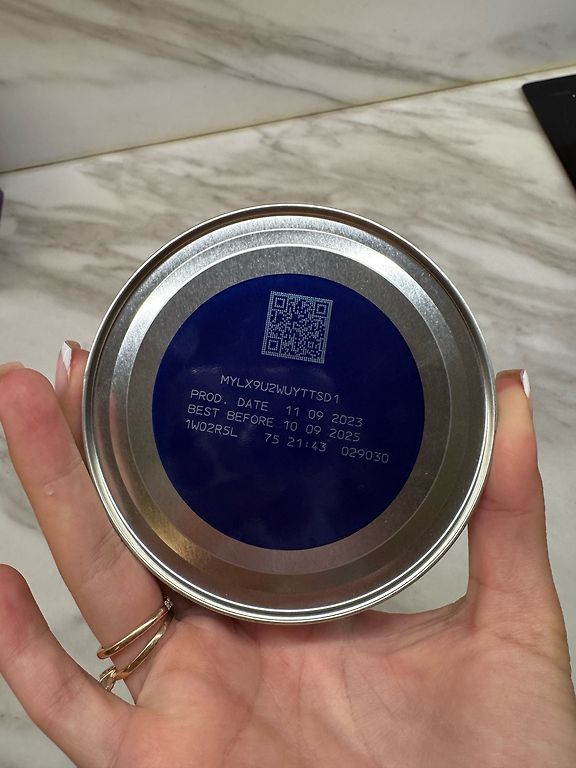 MYLX9U2WUYTTSD1
PROD. DATE 11 09 2023
BEST BEFORE 10 09 2025
1W02R5L 75 21:43 029030